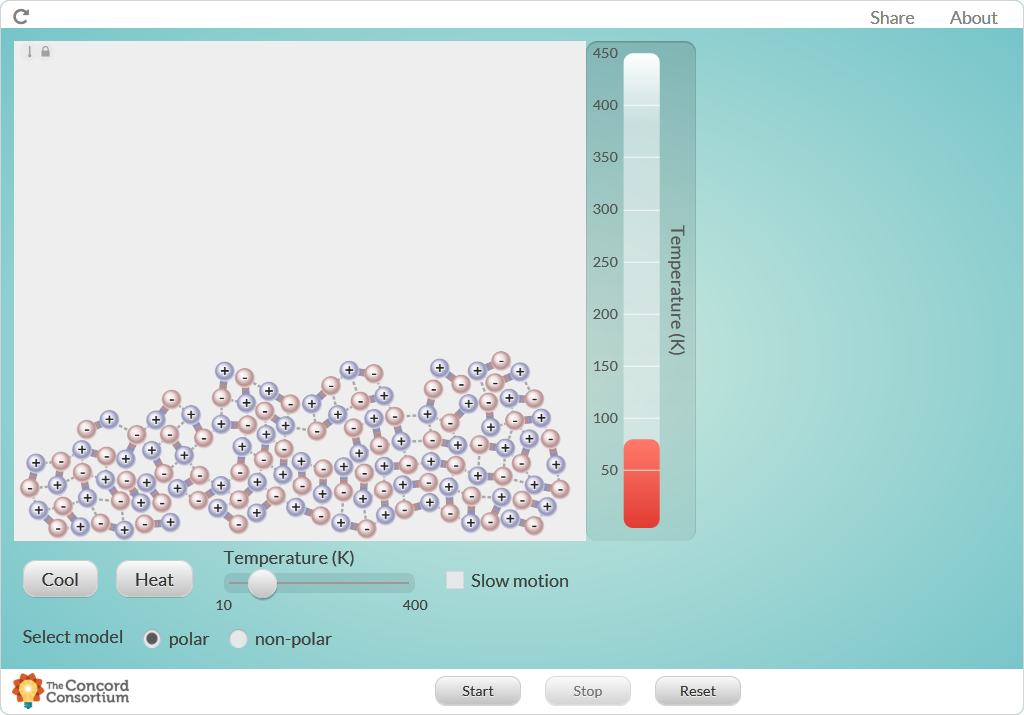 Share About
450
400
350
300
250
200
150
100
50
Temperature (K)
Temperature (K)
Cool Heat
10 400
Slow motion
Select model polar non-polar
The Concord
Consortium
Start Stop Reset